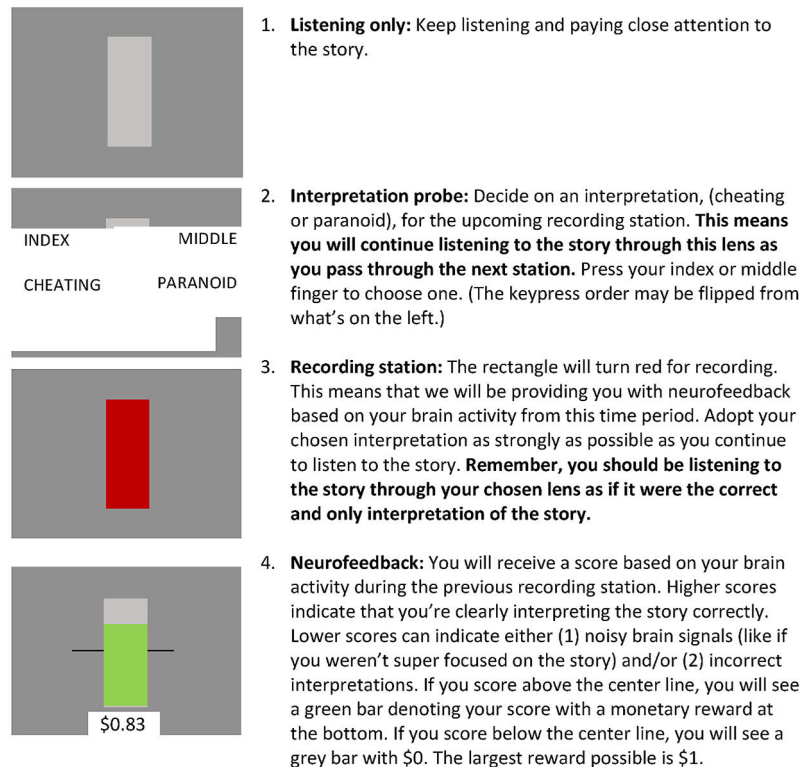 1. Listening only: Keep listening and paying close attention to
the story.
INDEX MIDDLE
CHEATING PARANOID
2. Interpretation probe: Decide on an interpretation, (cheating
or paranoid), for the upcoming recording station. This means
you will continue listening to the story through this lens as
you pass through the next station. Press your index or middle
finger to choose one. (The keypress order may be flipped from
what's on the left.)
3. Recording station: The rectangle will turn red for recording.
This means that we will be providing you with neurofeedback
based on your brain activity from this time period. Adopt your
chosen interpretation as strongly as possible as you continue
to listen to the story. Remember, you should be listening to
the story through your chosen lens as if it were the correct
and only interpretation of the story.
$0.83
4. Neurofeedback: You will receive a score based on your brain
activity during the previous recording station. Higher scores
indicate that you're clearly interpreting the story correctly.
Lower scores can indicate either (1) noisy brain signals (like if
you weren't super focused on the story) and/or (2) incorrect
interpretations. If you score above the center line, you will see
a green bar denoting your score with a monetary reward at
the bottom. If you score below the center line, you will see a
grey bar with $0. The largest reward possible is $1.